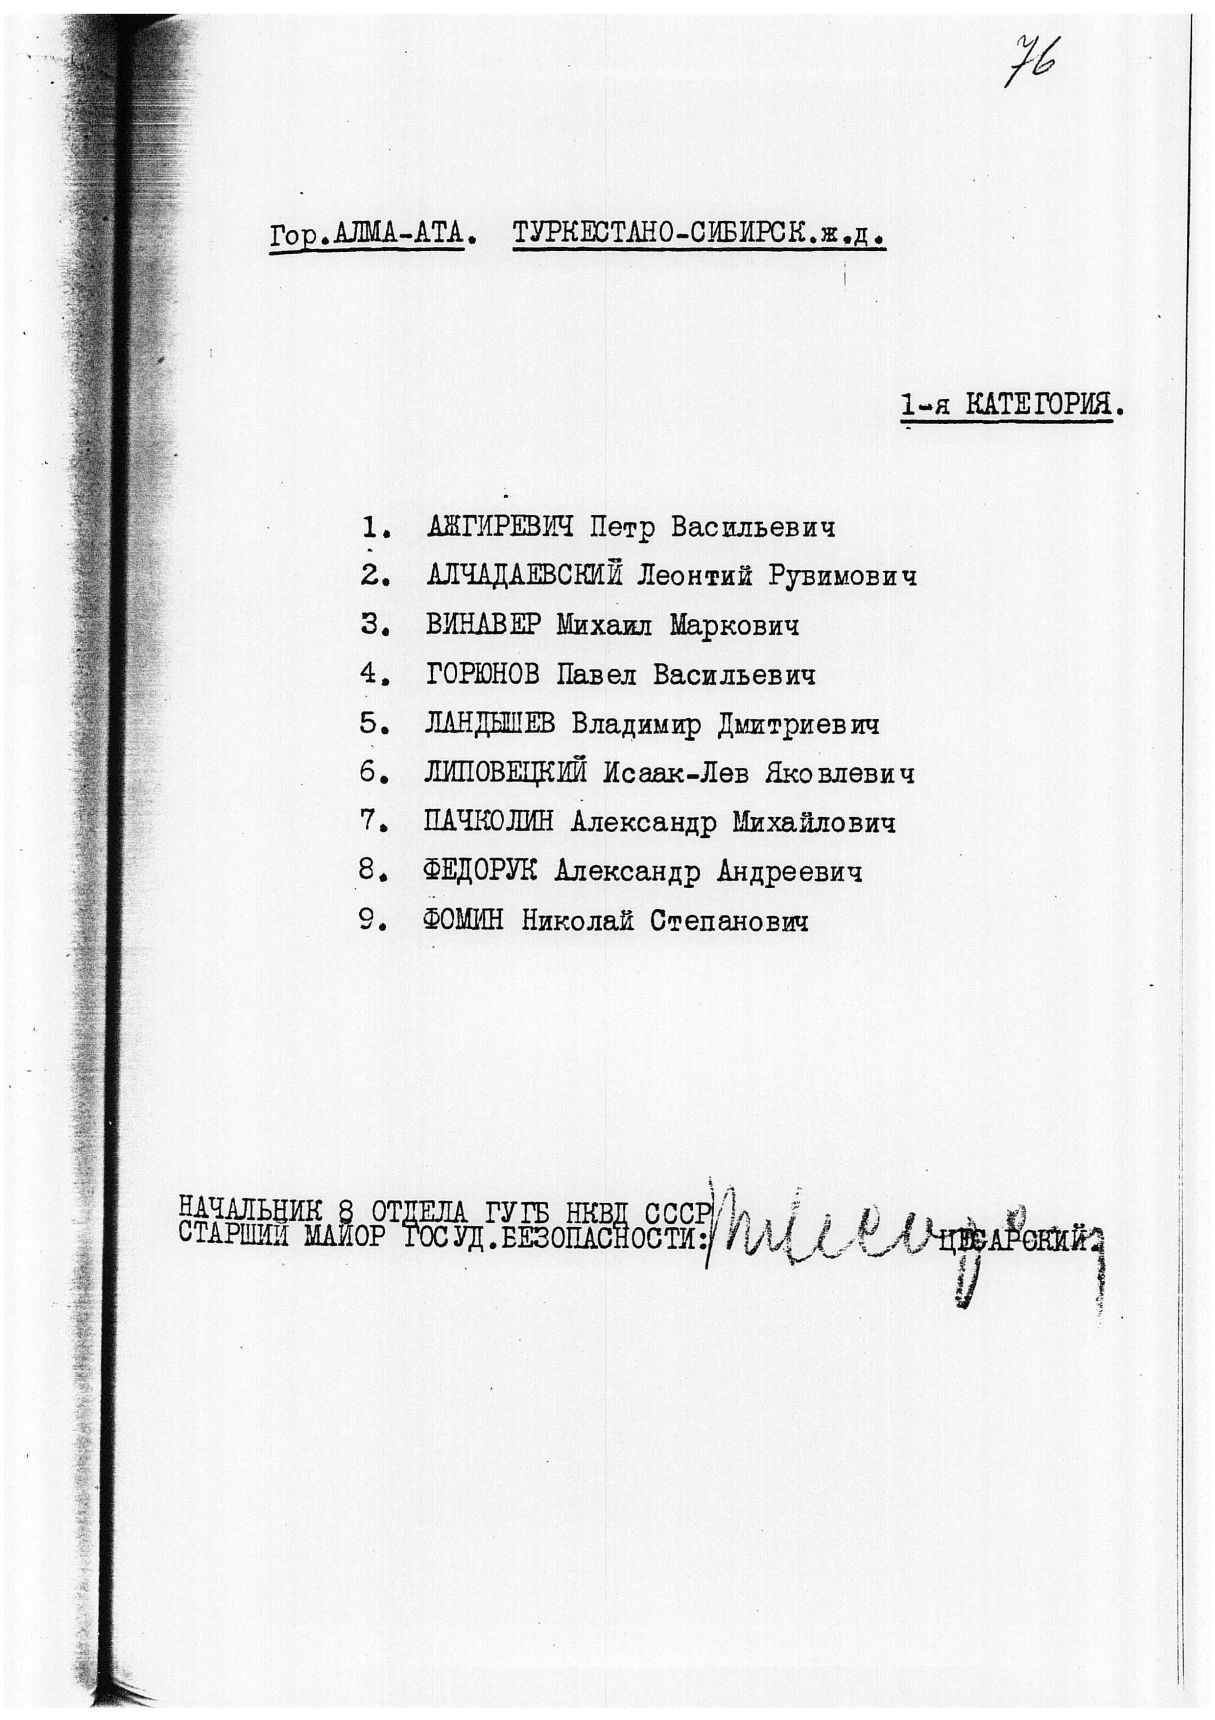 76
Гор.АЛМА-АТА. ТУРКЕСТАНО-СИБИРСК.ж.д.
1-я КАТЕГОРИЯ.
1. АЖГИРЕВИЧ Петр Васильевич
2. АЛЧАДАЕВСКИЙ Леонтий Рувимович
3. ВИНАВЕР Михаил Маркович
4. ГОРЮНОВ Павел Васильевич
5. ЛАНДЫШЕВ Владимир Дмитриевич
6. ЛИПОВЕЦКИЙ Исаак-Лев Яковлевич
7. ПАЧКОЛИН Александр Михайлович
8. ФЕДОРУК Александр Андреевич
9. ФОМИН Николай Степанович
НАЧАЛЬНИК 8 ОТДЕЛА ГУГБ НКВД СССР
СТАРШИЙ МАЙОР ГОСУД.БЕЗОПАСНОСТИ: ЦЕСАРСКИЙ.